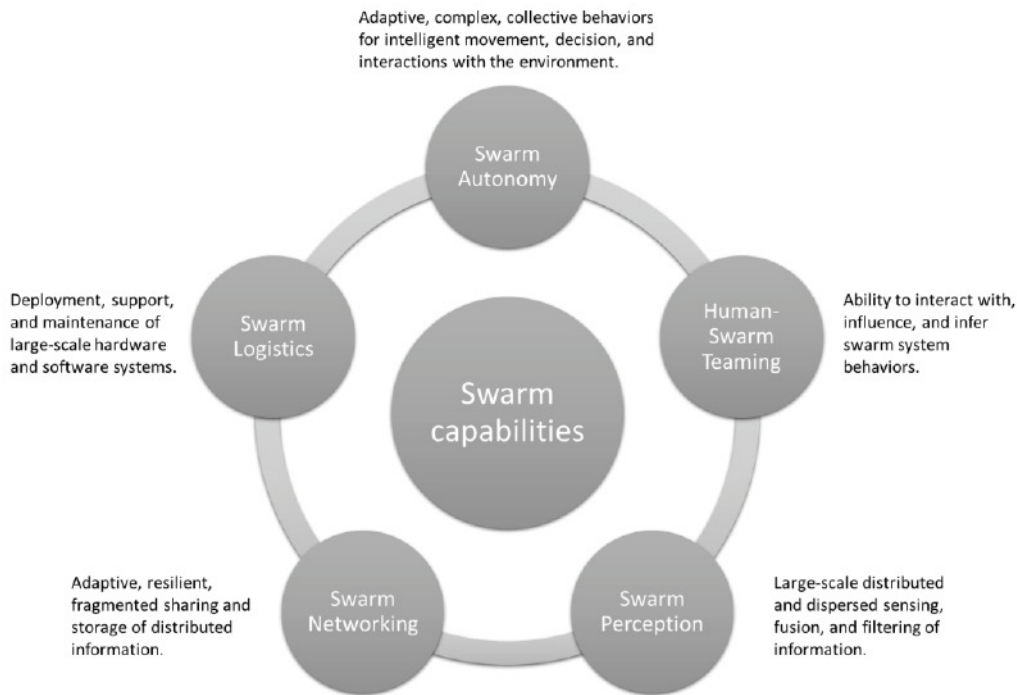 Adaptive, complex, collective behaviors
for intelligent movement, decision, and
interactions with the environment.
Swarm
Autonomy
Deployment, support,
and maintenance of
large-scale hardware
and software systems.
Swarm
Logistics
Human-
Swarm
Teaming
Ability to interact with,
influence, and infer
swarm system
behaviors.
Swarm
capabilities
Adaptive, resilient,
fragmented sharing and
storage of distributed
information.
Swarm
Networking
Swarm
Perception
Large-scale distributed
and dispersed sensing,
fusion, and filtering of
information.